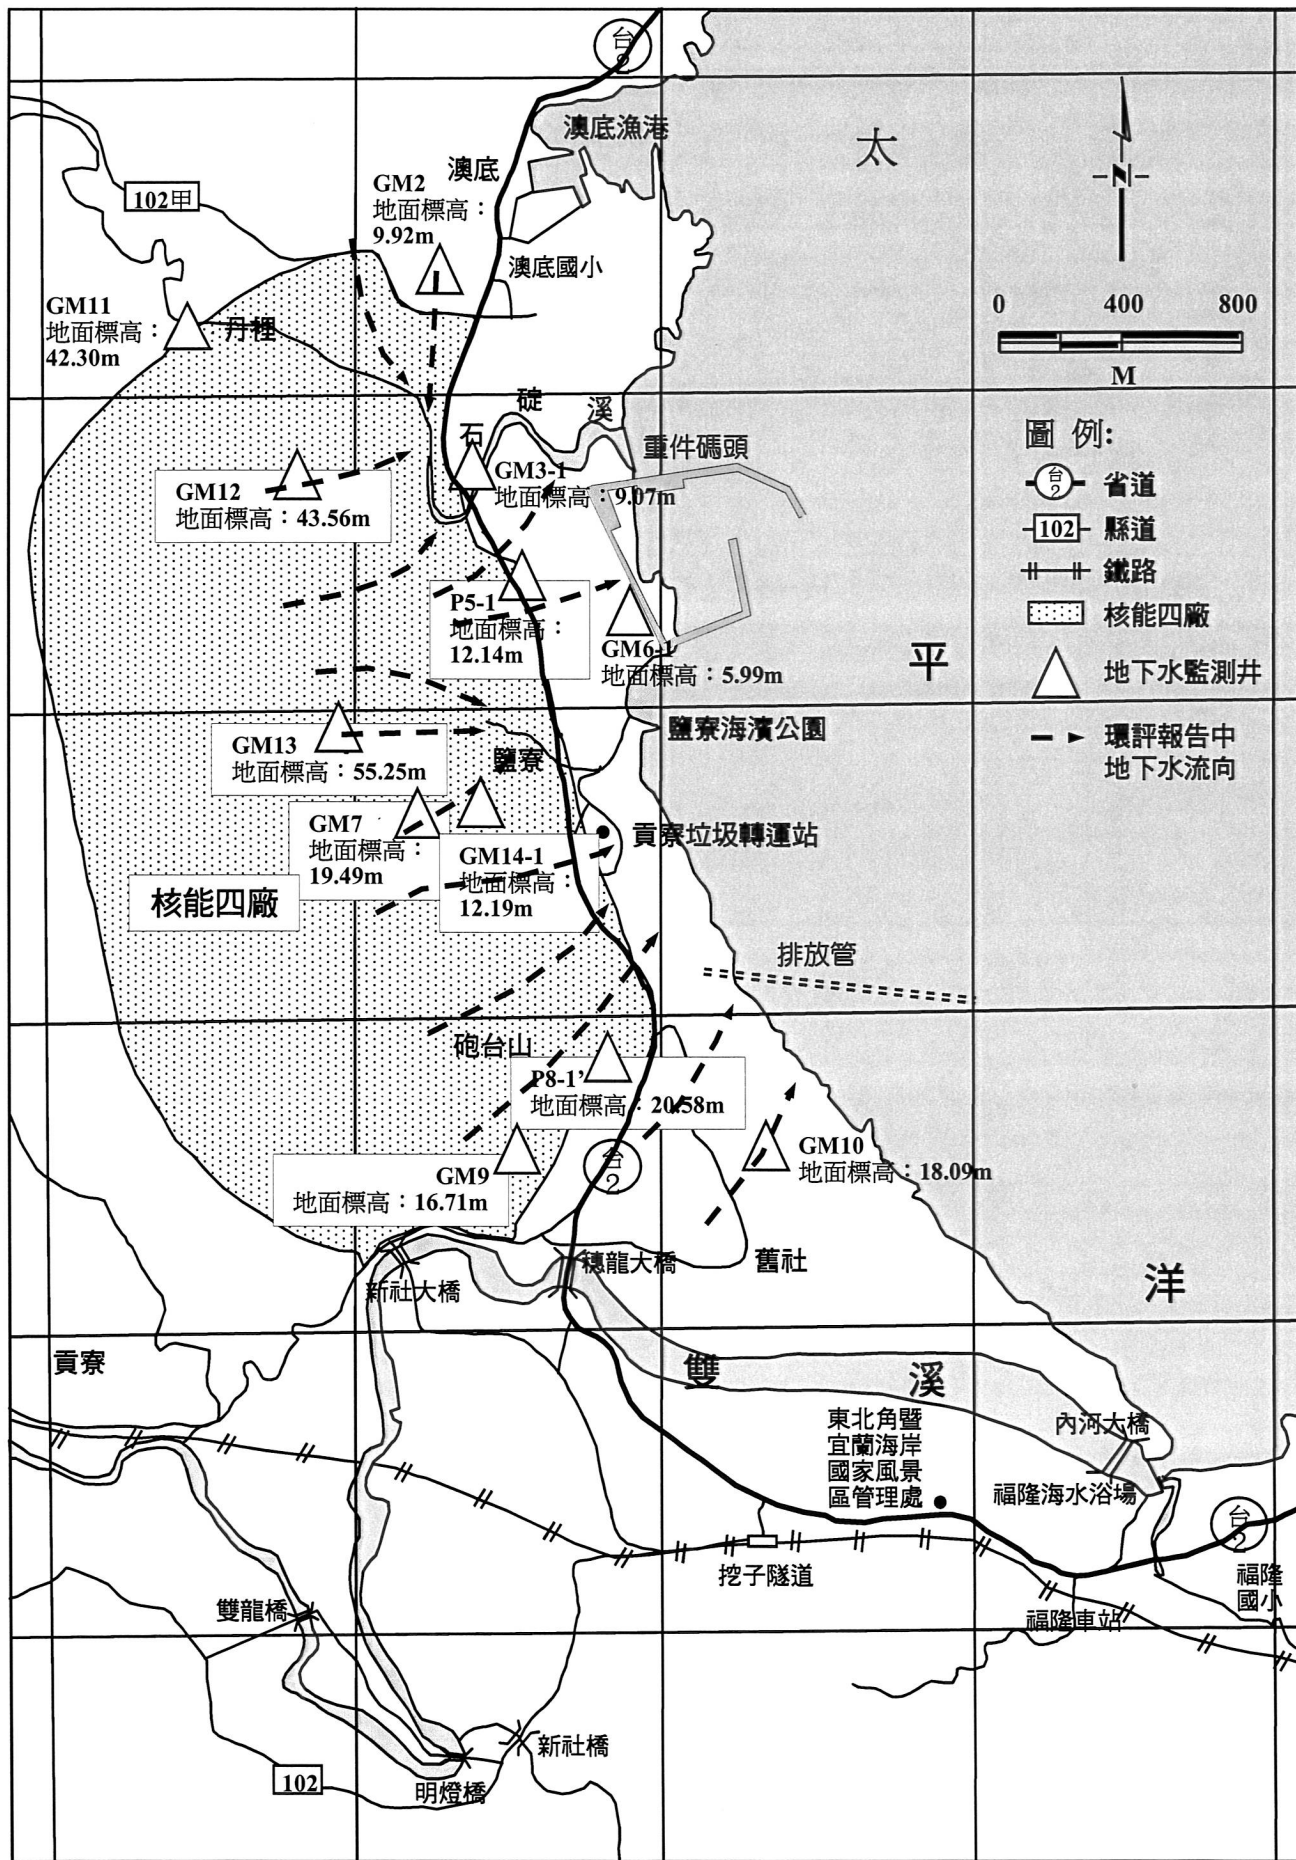 台
2
澳底漁港
太
澳底
GM2
地面標高：
9.92m
102甲
N
澳底國小
0 400 800
M
GM11
地面標高：
42.30m
丹裡
碇
溪
石
重件碼頭
圖 例:
台
2
省道
102
縣道
鐵路
核能四廠
地下水監測井
環評報告中
地下水流向
GM12
地面標高：43.56m
GM3-1
地面標高：9.07m
P5-1
地面標高：
12.14m
GM6-1
地面標高：5.99m
平
鹽寮海濱公園
GM13
地面標高：55.25m
鹽寮
GM7
地面標高：
19.49m
GM14-1
地面標高：
12.19m
貢寮垃圾轉運站
核能四廠
排放管
砲台山
P8-1’
地面標高：20.58m
GM10
地面標高：18.09m
GM9
地面標高：16.71m
台
2
舊社
穗龍大橋
新社大橋
洋
貢寮
雙
溪
東北角暨
宜蘭海岸
國家風景
區管理處
內河大橋
福隆海水浴場
台
2
挖子隧道
福隆
國小
福隆車站
雙龍橋
新社橋
102
明燈橋